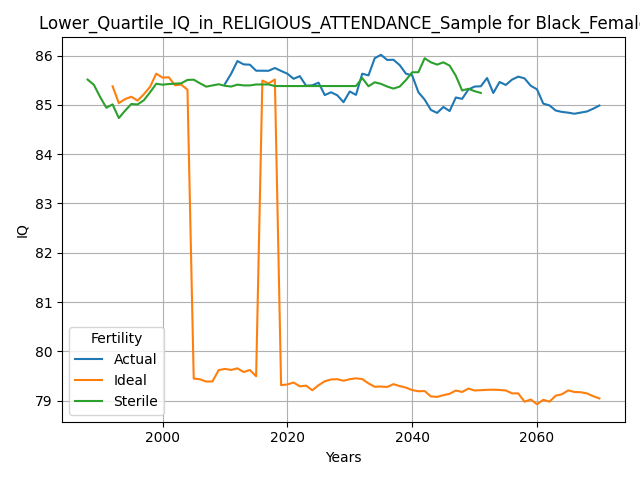 Lower_Quartile_IQ_in_RELIGIOUS_ATTENDANCE_Sample for Black_Femal
86
85
84
83
82
81
80
79
IQ
Fertility
Actual
Ideal
Sterile
2000
2020
2040
2060
Years